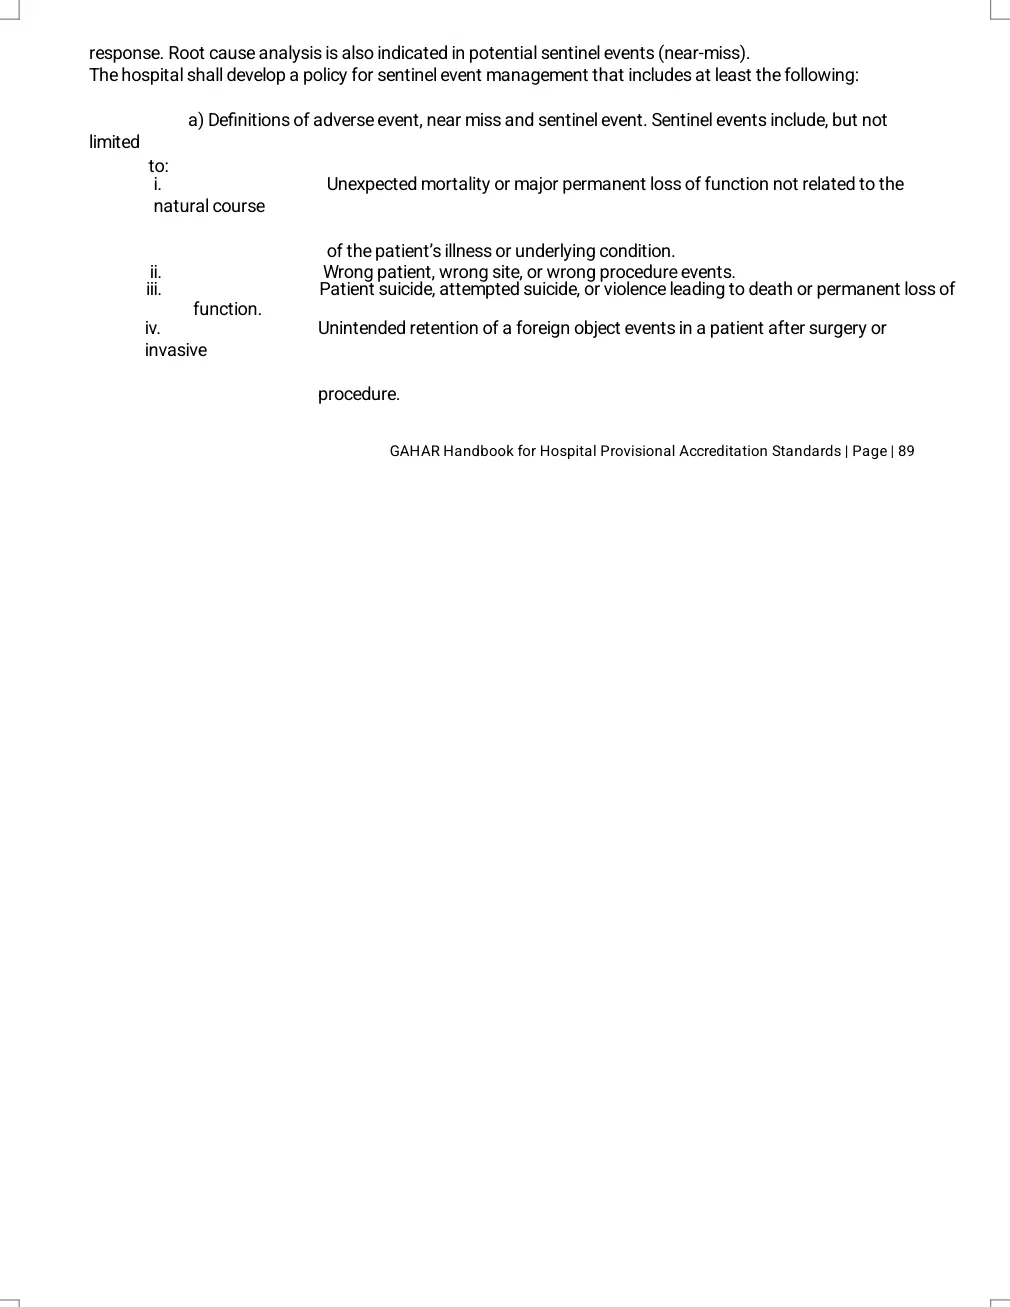 response. Root cause analysis is also indicated in potential sentinel events (near-miss).
The hospital shall develop a policy for sentinel event management that includes at least the following:
a) Definitions of adverse event, near miss and sentinel event. Sentinel events include, but not
limited
to:
i. Unexpected mortality or major permanent loss of function not related to the
natural course
of the patient’s illness or underlying condition.
ii. Wrong patient, wrong site, or wrong procedure events.
iii. Patient suicide, attempted suicide, or violence leading to death or permanent loss of
function.
iv. Unintended retention of a foreign object events in a patient after surgery or
invasive
procedure.
GAHAR Handbook for Hospital Provisional Accreditation Standards | Page | 89